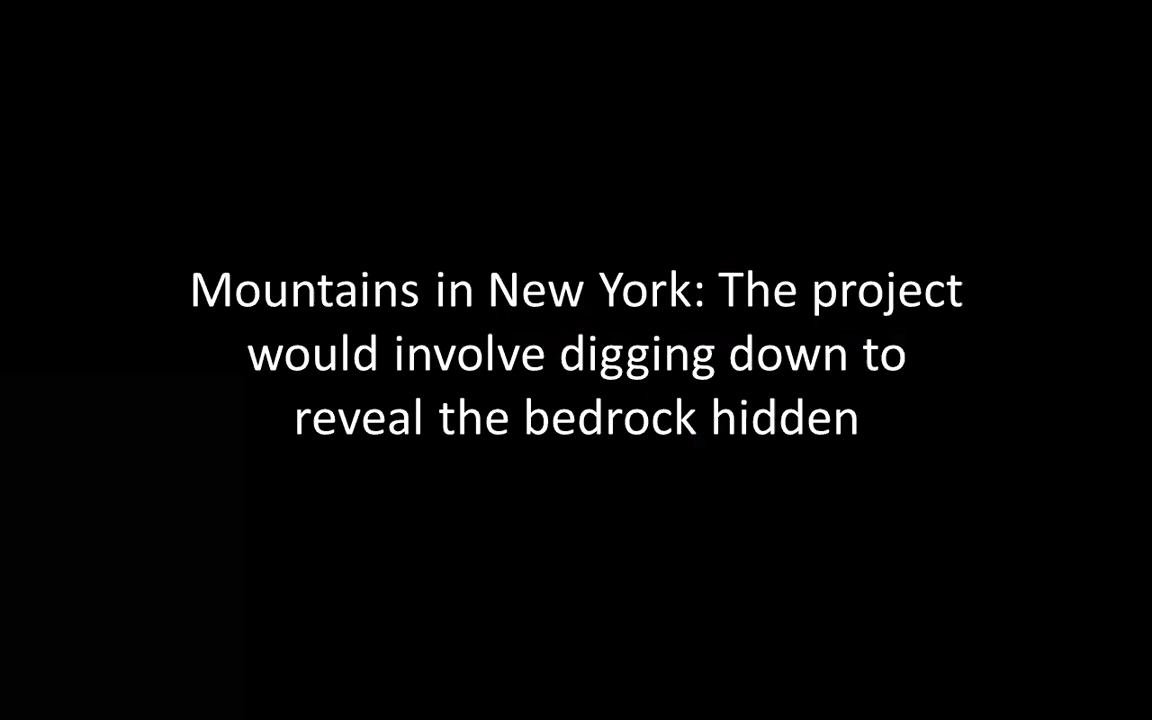 Mountains in New York: The project
would involve digging down to
reveal the bedrock hidden